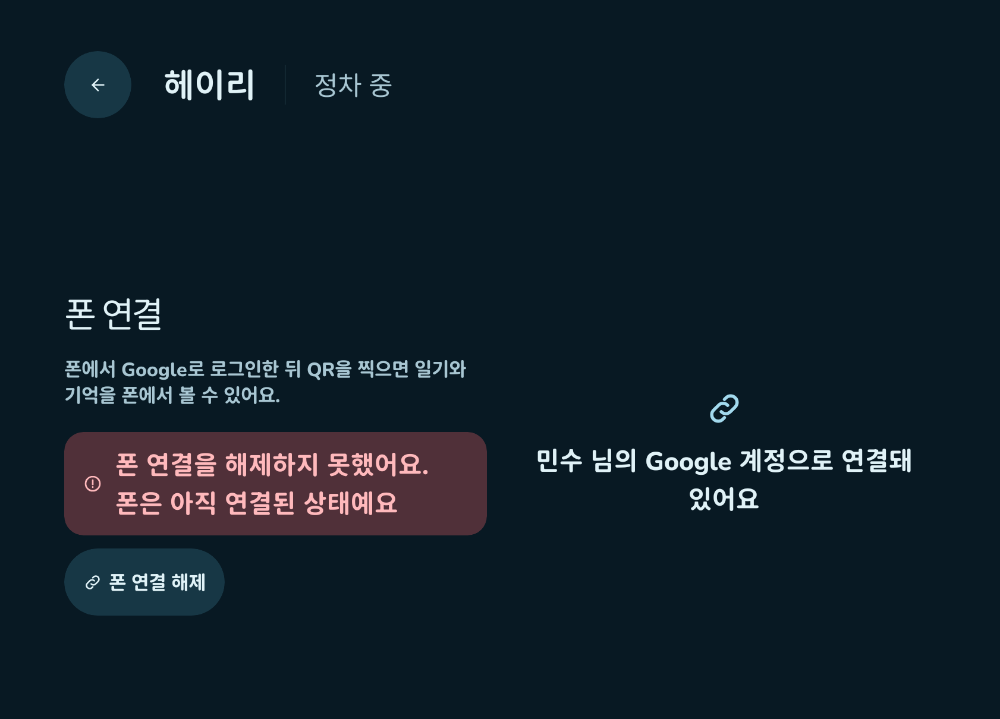 헤이리
정차 중
폰 연결
폰에서 Google로 로그인한 뒤 QR을 찍으면 일기와
기억을 폰에서 볼 수 있어요.
폰 연결을 해제하지 못했어요.
폰은 아직 연결된 상태예요
폰 연결 해제
민수 님의 Google 계정으로 연결돼
있어요